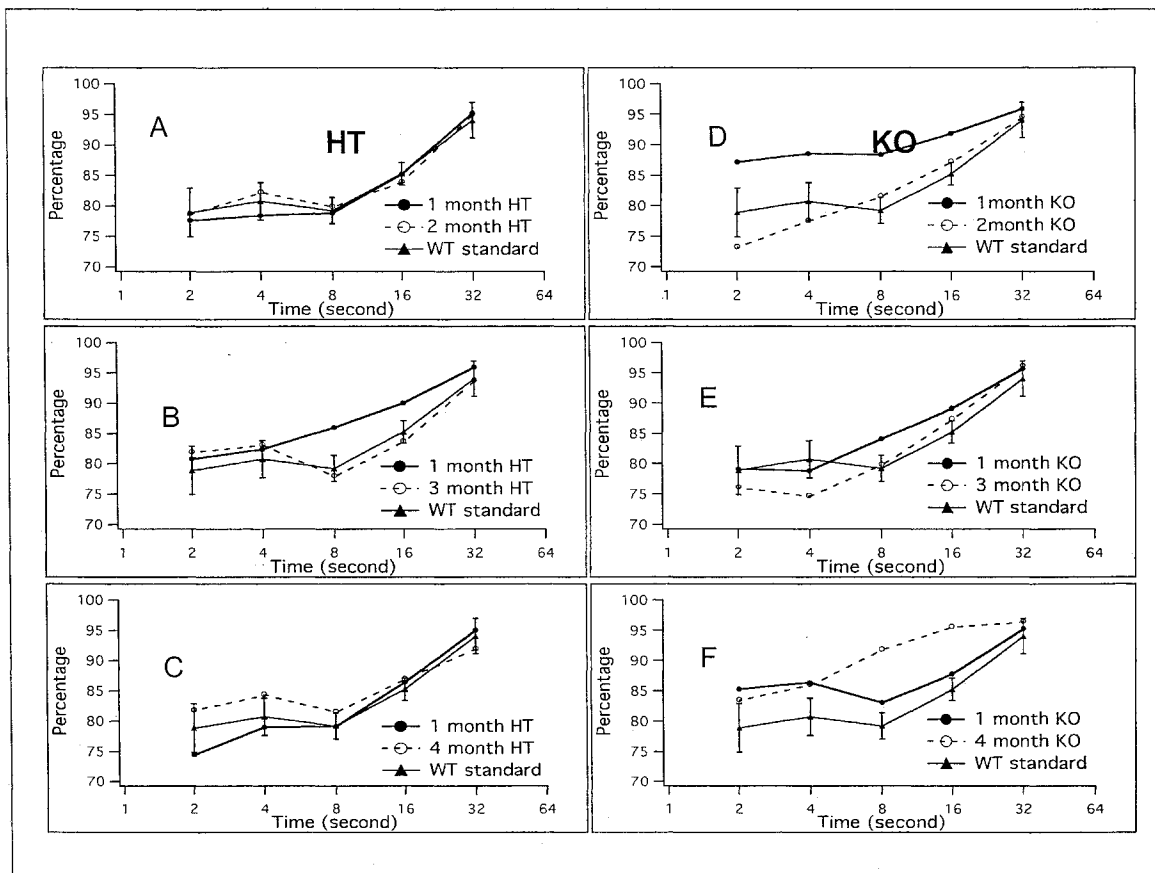 A
HT
Percentage
100
95
90
85
80
75
70
1 month HT
2 month HT
WT standard
1 2 4 8 16 32 64
Time (second)
D
KO
Percentage
100
95
90
85
80
75
70
1month KO
2month KO
WT standard
.1 2 4 8 16 32 64
Time (second)
B
Percentage
100
95
90
85
80
75
70
1 month HT
3 month HT
WT standard
1 2 4 8 16 32 64
Time (second)
E
Percentage
100
95
90
85
80
75
70
1 month KO
3 month KO
WT standard
1 2 4 8 16 32 64
Time (second)
C
Percentage
100
95
90
85
80
75
70
1 month HT
4 month HT
WT standard
1 2 4 8 16 32 64
Time (second)
F
Percentage
100
95
90
85
80
75
70
1 month KO
4 month KO
WT standard
1 2 4 8 16 32 64
Time (second)